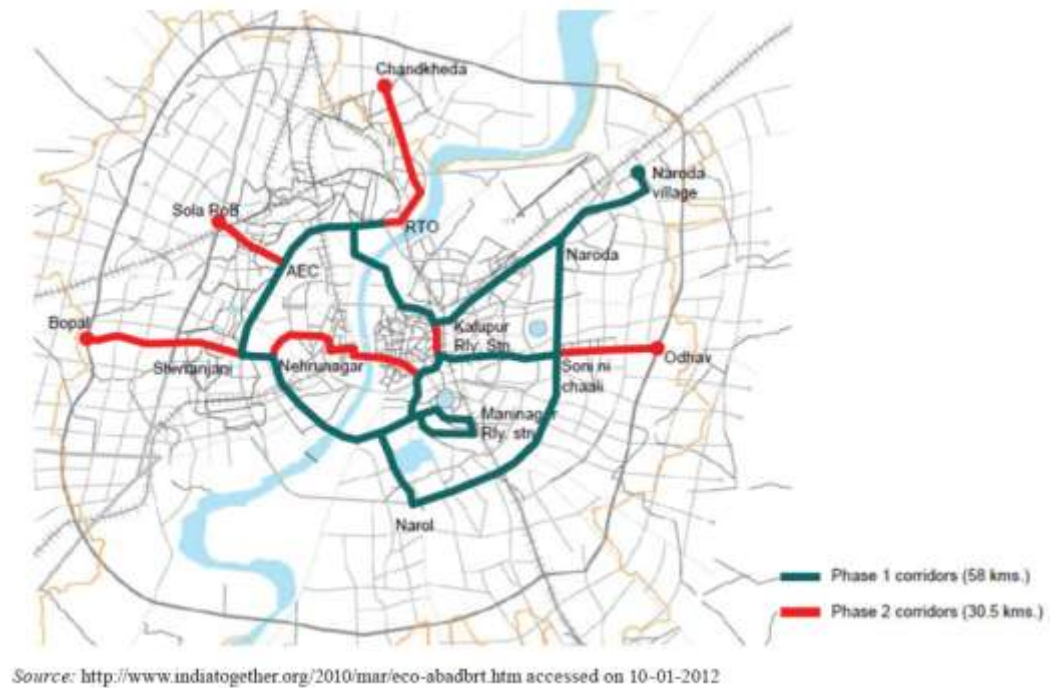 Chandkheda
Naroda
village
Sola RoB
RTO
Naroda
AEC
Bopal
Kalupur
Rly. Stn
Shivranjani
Nehrunagar
Soni ni
chaali
Odhav
Maninagar
Rly. stn
Narol
Phase 1 corridors (58 kms.)
Phase 2 corridors (30.5 kms.)
Source: http://www.indiatogether.org/2010/mar/eco-abadbrt.htm accessed on 10-01-2012